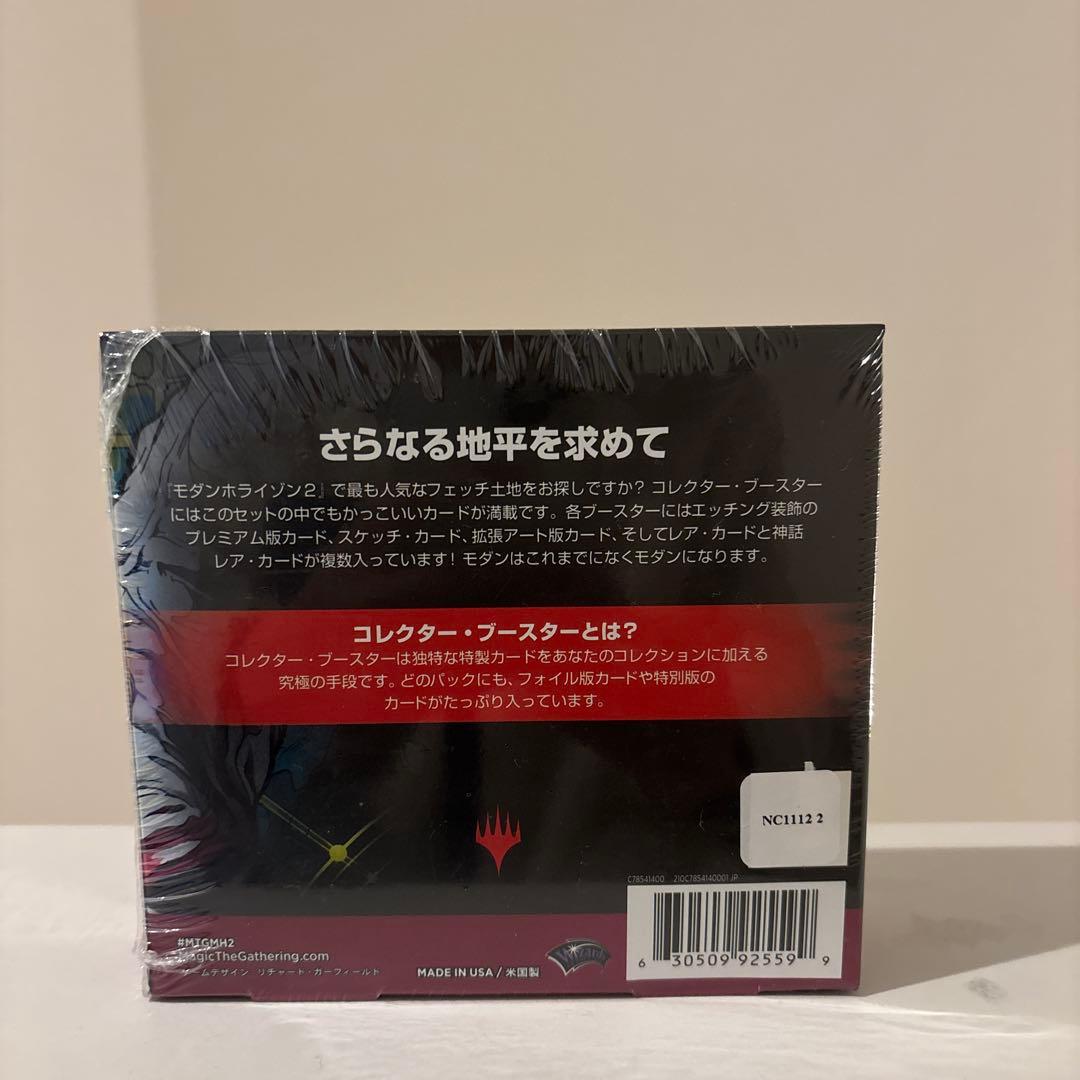 さらなる地平を求めて
『モダンホライゾン2』で最も人気なフェッチ土地をお探しですか? コレクター・ブースター
にはこのセットの中でもかっこいいカードが満載です。各ブースターにはエッチング装飾の
プレミアム版カード、スケッチ・カード、拡張アート版カード、そしてレア・カードと神話
レア・カードが複数入っています! モダンはこれまでになくモダンになります。
コレクター・ブースターとは?
コレクター・ブースターは独特な特製カードをあなたのコレクションに加える
究極の手段です。どのパックにも、フォイル版カードや特別版の
カードがたっぷり入っています。
NC1112 2
C78541400 210C7854140001 JP
#MTGMH2
MagicTheGathering.com
ゲームデザイン リチャード・ガーフィールド
MADE IN USA / 米国製
Wizards
6 30509 92559 9